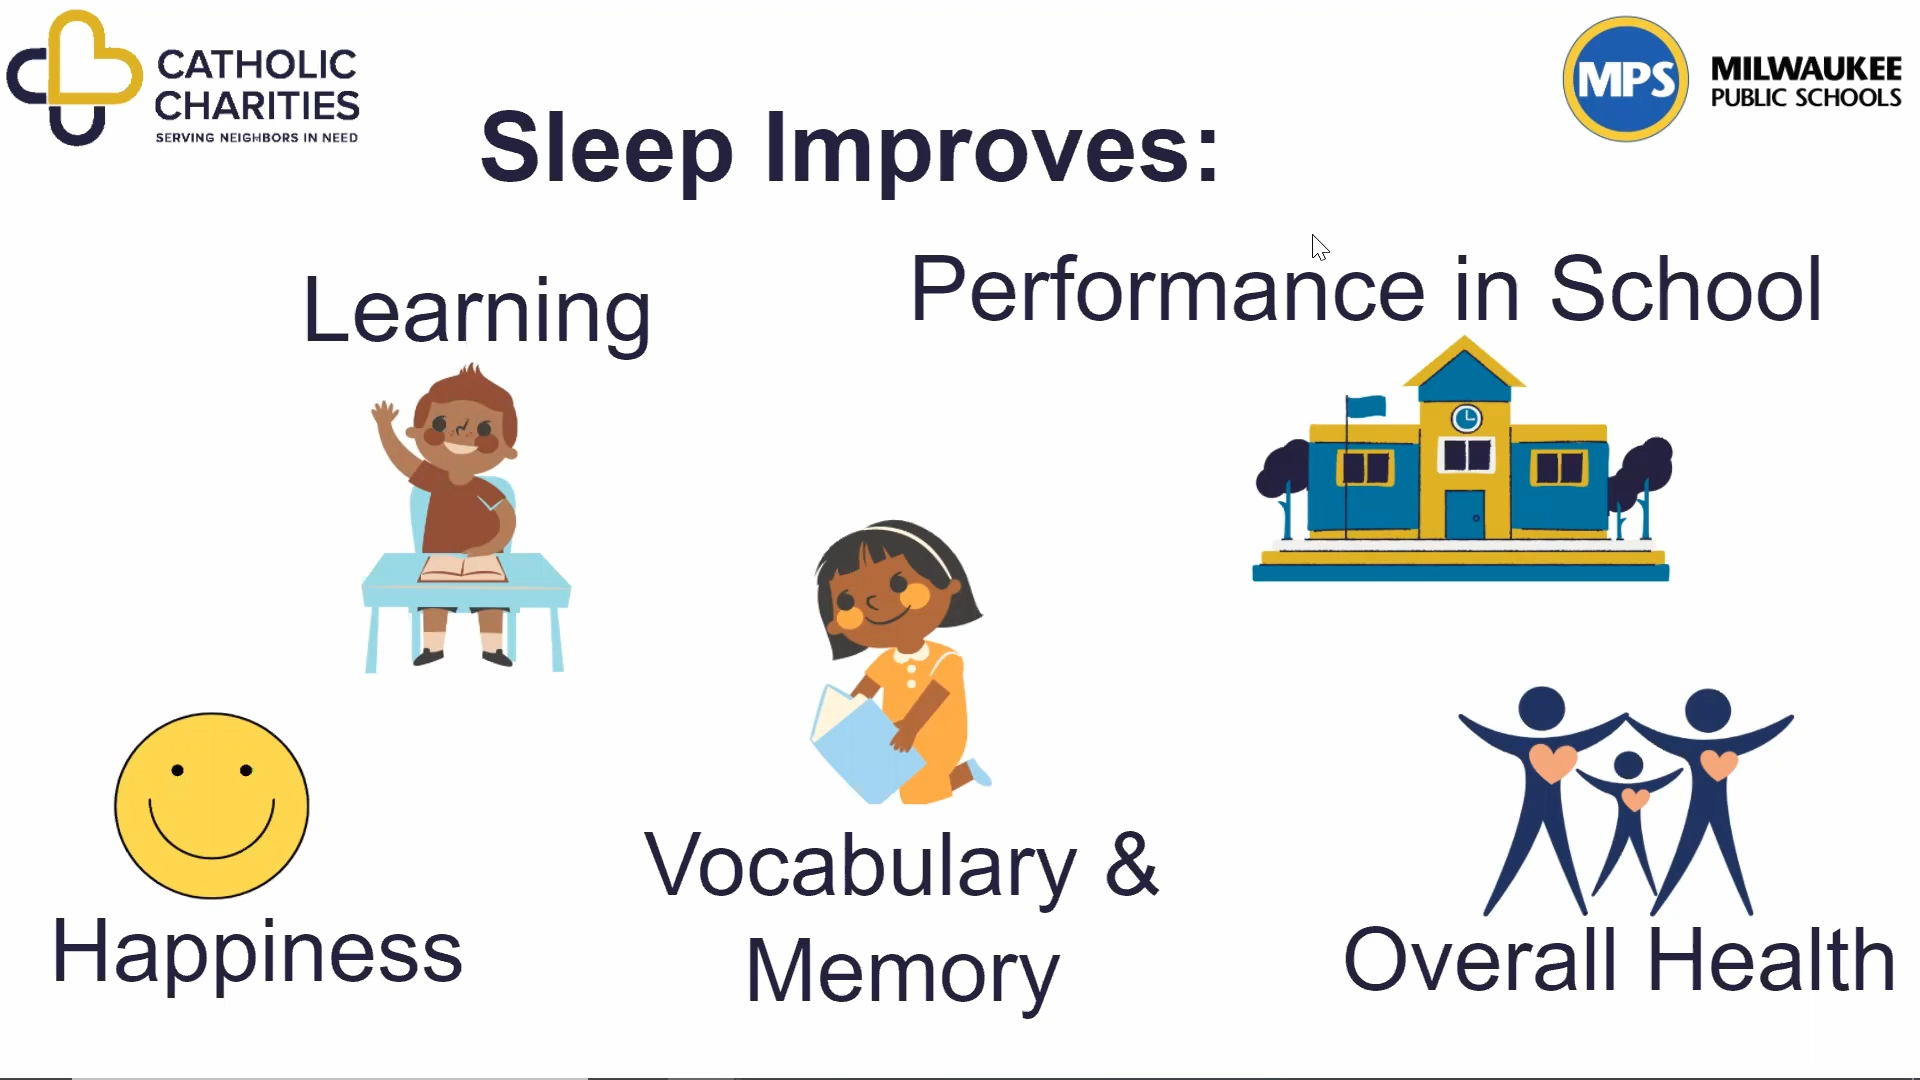 CATHOLIC
CHARITIES
SERVING NEIGHBORS IN NEED
MPS
MILWAUKEE
PUBLIC SCHOOLS
Sleep Improves:
Learning
Performance in School
Happiness
Vocabulary &
Memory
Overall Health